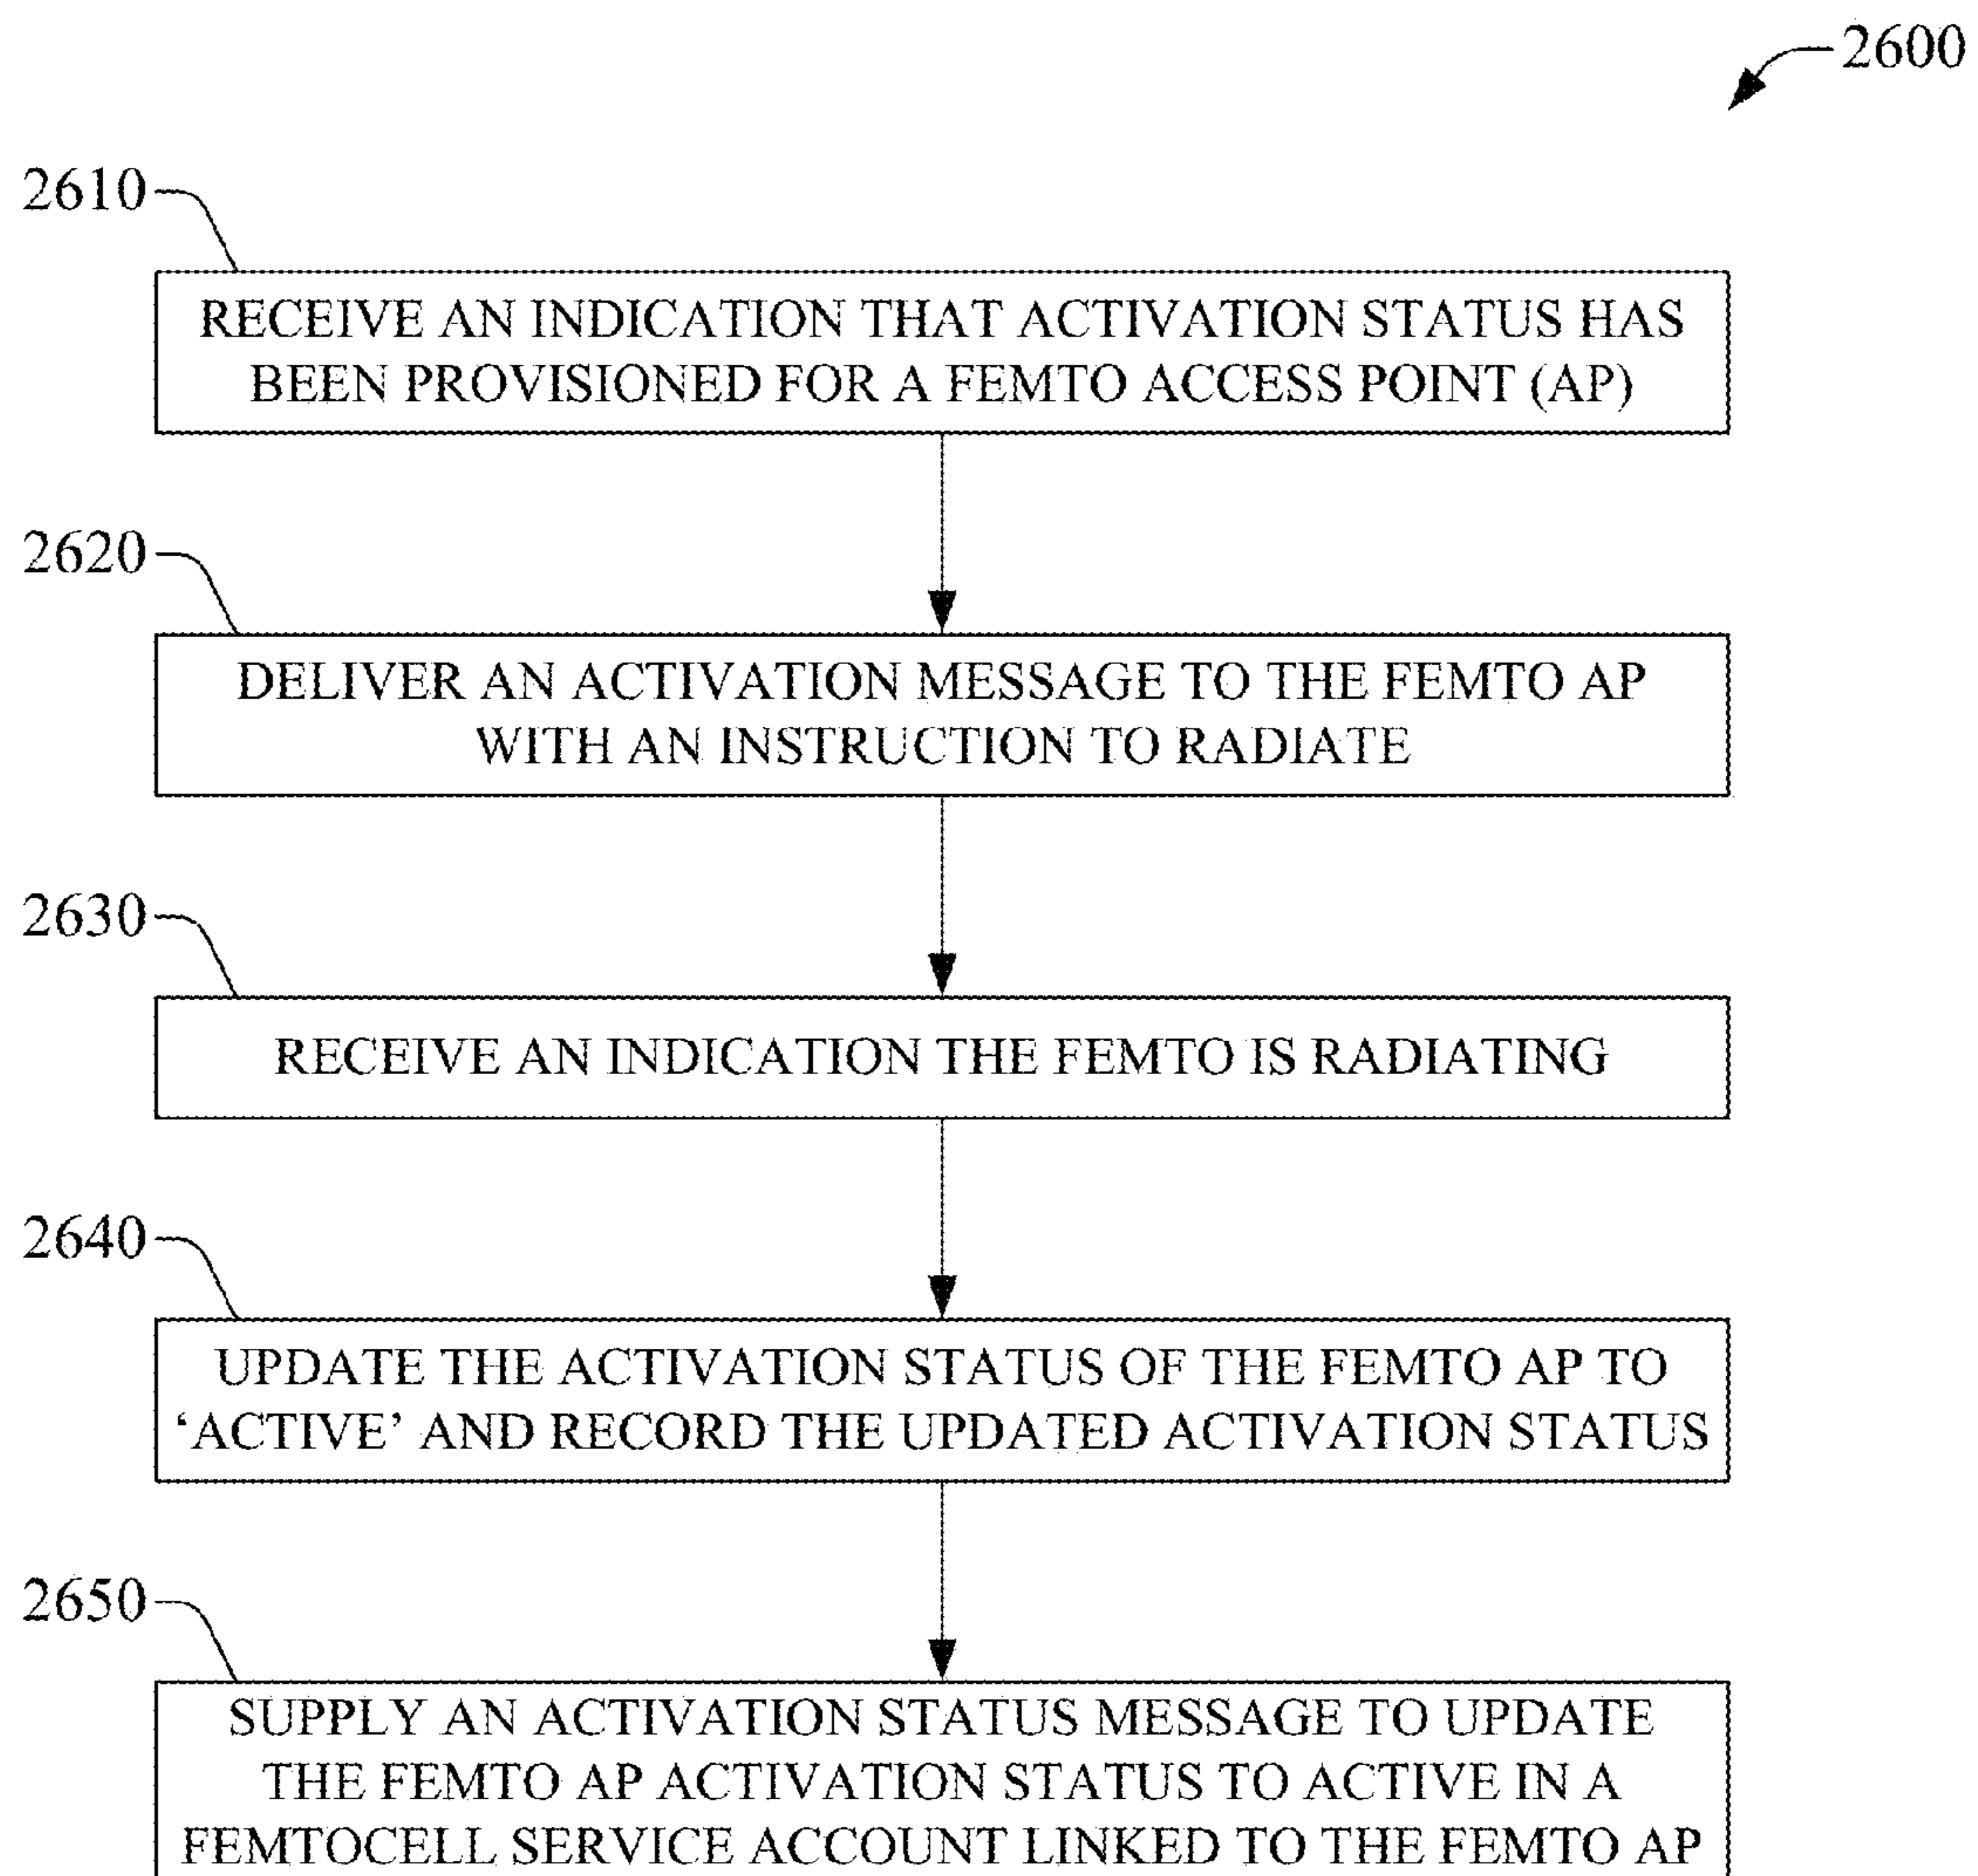 2600
2610
RECEIVE AN INDICATION THAT ACTIVATION STATUS HAS
BEEN PROVISIONED FOR A FEMTO ACCESS POINT (AP)
2620
DELIVER AN ACTIVATION MESSAGE TO THE FEMTO AP
WITH AN INSTRUCTION TO RADIATE
2630
RECEIVE AN INDICATION THE FEMTO IS RADIATING
2640
UPDATE THE ACTIVATION STATUS OF THE FEMTO AP TO
‘ACTIVE’ AND RECORD THE UPDATED ACTIVATION STATUS
2650
SUPPLY AN ACTIVATION STATUS MESSAGE TO UPDATE
THE FEMTO AP ACTIVATION STATUS TO ACTIVE IN A
FEMTOCELL SERVICE ACCOUNT LINKED TO THE FEMTO AP